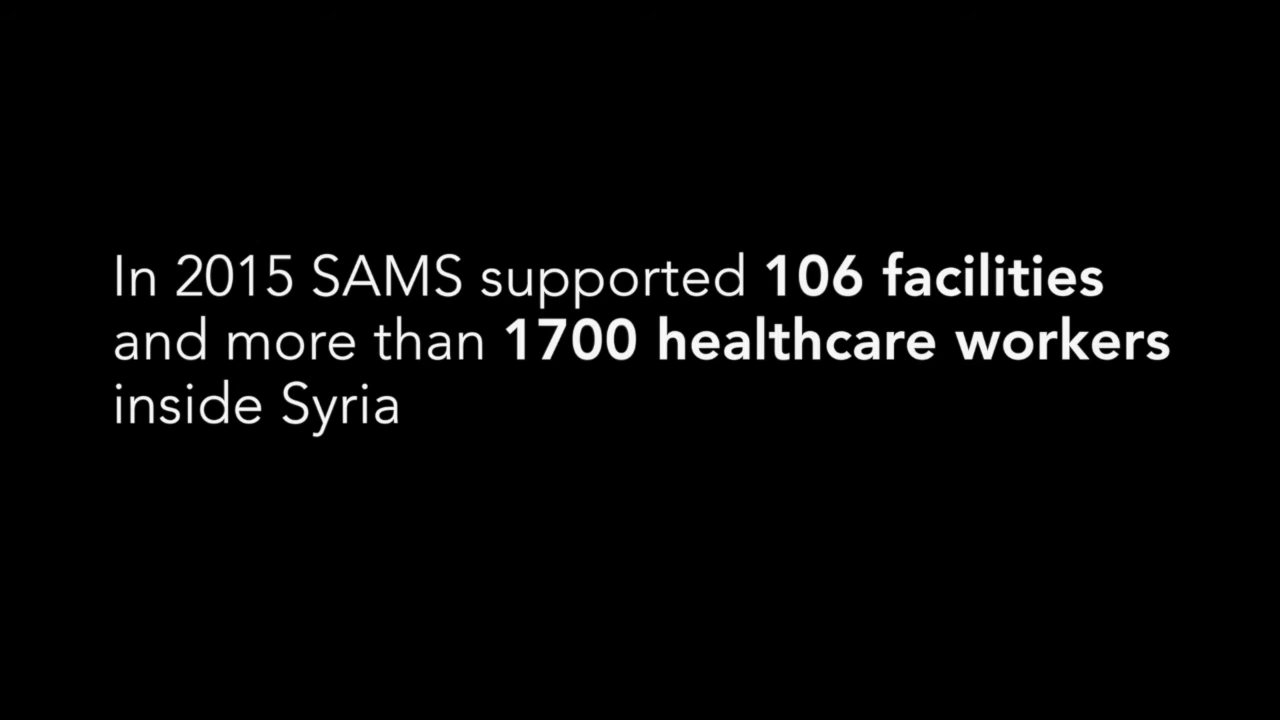 In 2015 SAMS supported 106 facilities
and more than 1700 healthcare workers
inside Syria